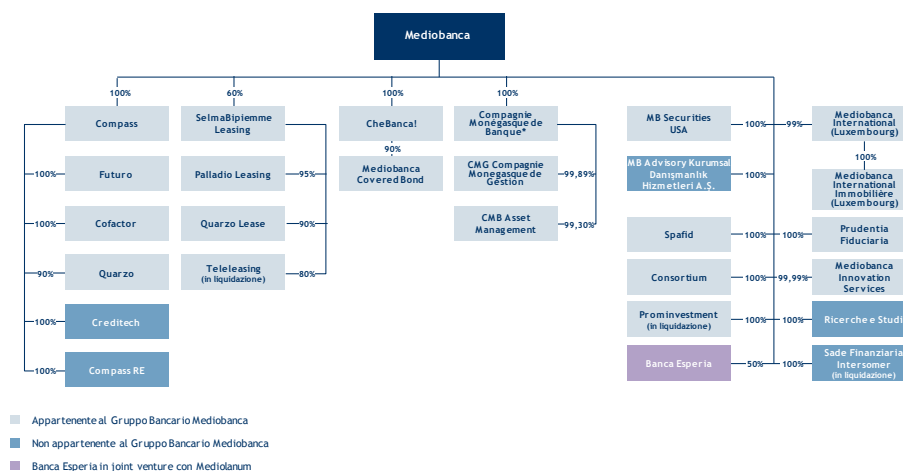 Mediobanca
100%
60%
100%
100%
Compass
SelmaBipiemme
Leasing
CheBanca!
Compagnie
Monégasque de
Banque*
MB Securities
USA
100%
99%
Mediobanca
International
(Luxembourg)
90%
100%
100%
Futuro
Palladio Leasing
95%
Mediobanca
Covered Bond
CMG Compagnie
Monegasque de
Gestion
99,89%
MB Advisory Kurumsal
Danışmanlık
Hizmetleri A.Ş.
100%
Mediobanca
International
Immobilière
(Luxembourg)
100%
Cofactor
Quarzo Lease
90%
CMB Asset
Management
99,30%
Spafid
100%
100%
Prudentia
Fiduciaria
90%
Quarzo
Teleleasing
(in liquidazione)
80%
Consortium
100%
99,99%
Mediobanca
Innovation
Services
100%
Creditech
Prominvestment
(in liquidazione)
100%
100%
Ricerche e Studi
100%
Compass RE
Banca Esperia
50%
100%
Sade Finanziaria
Intersomer
(in liquidazione)
Appartenente al Gruppo Bancario Mediobanca
Non appartenente al Gruppo Bancario Mediobanca
Banca Esperia in joint venture con Mediolanum